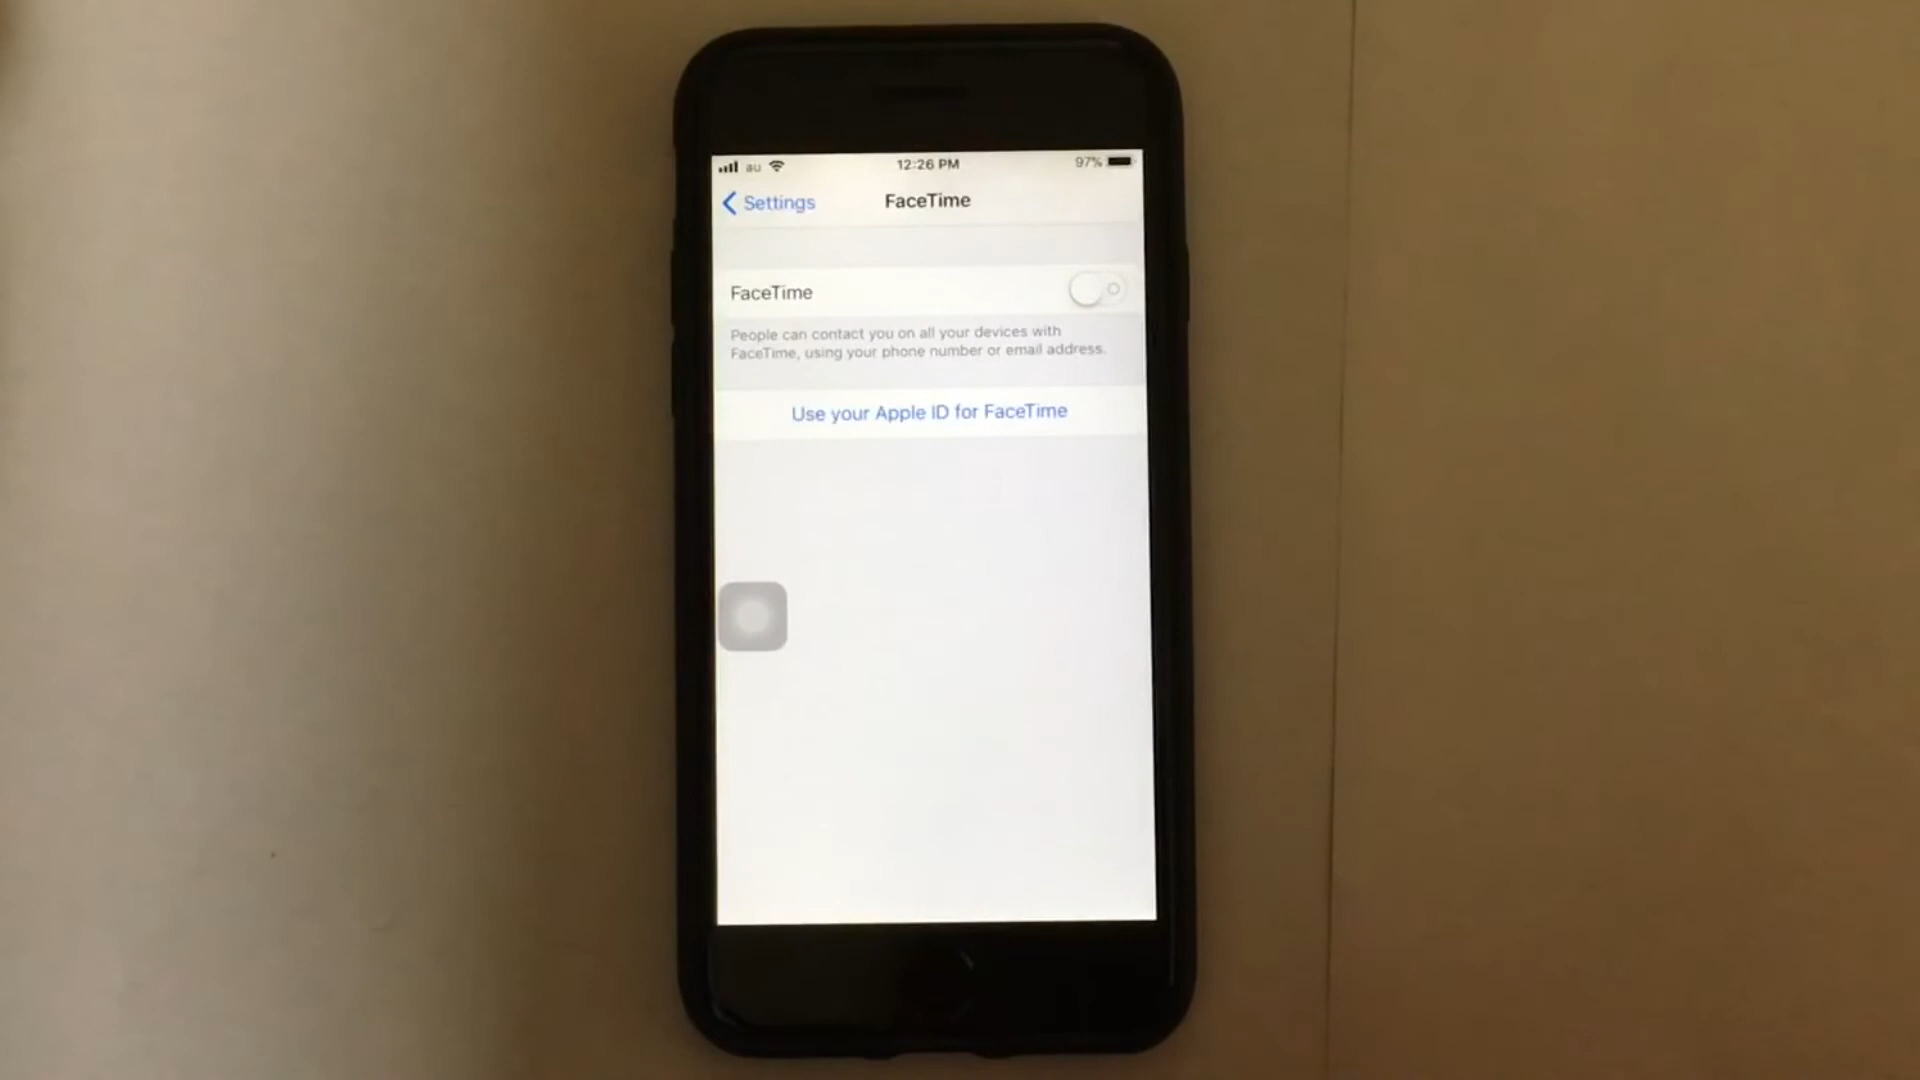 au 12:26 PM 97%
Settings FaceTime
FaceTime
People can contact you on all your devices with
FaceTime, using your phone number or email address.
Use your Apple ID for FaceTime